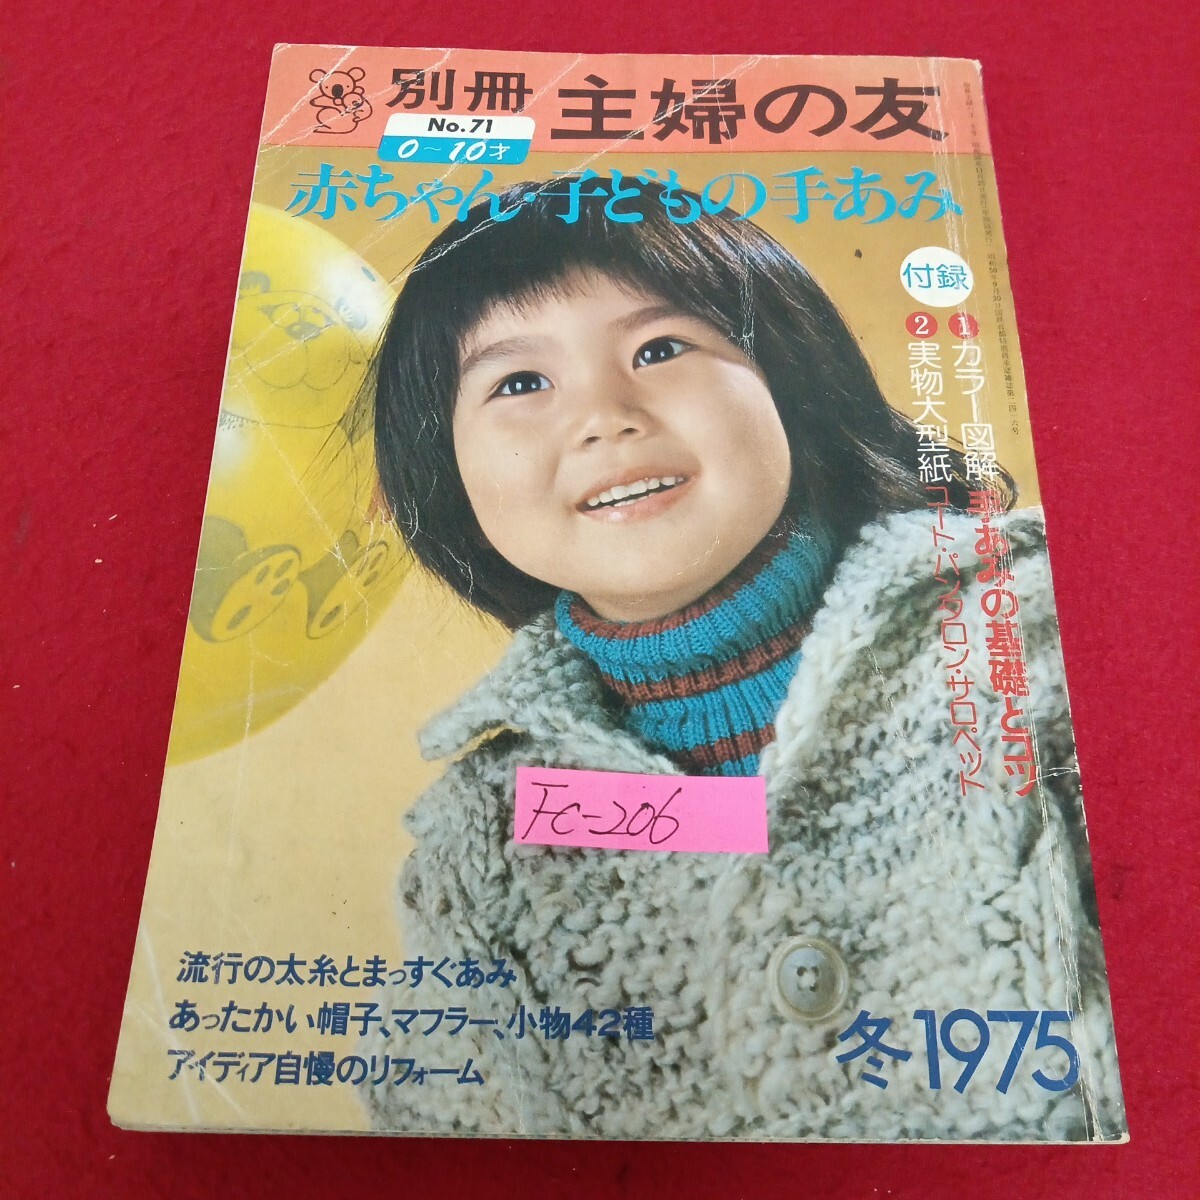 別冊 主婦の友
No.71
0～10才
赤ちゃん・子どもの手あみ
付録
1 カラー図解 手あみの基礎とコツ
2 実物大型紙 コート・パンタロン・サロペット
FC-206
流行の太糸とまっすぐあみ
あったかい帽子、マフラー、小物42種
アイディア自慢のリフォーム
冬1975